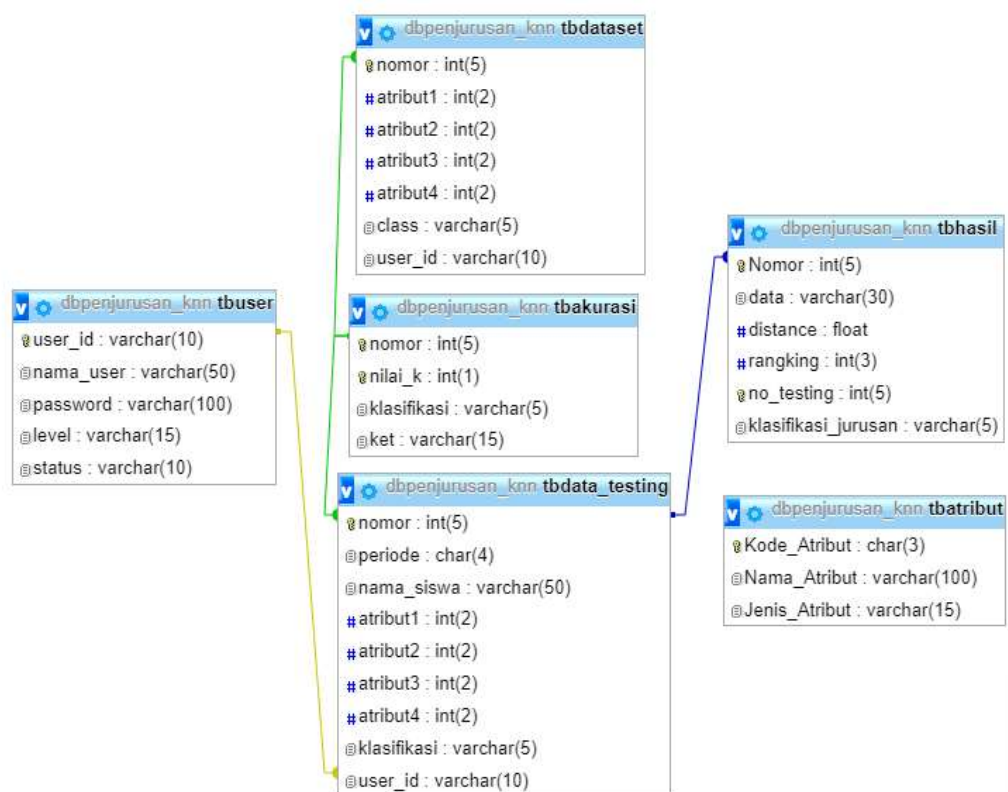 dbpenjurusan_knn tbdataset
nomor : int(5)
# atribut1 : int(2)
# atribut2 : int(2)
# atribut3 : int(2)
# atribut4 : int(2)
class : varchar(5)
user_id : varchar(10)
v dbpenjurusan_knn tbuser
user_id : varchar(10)
nama_user : varchar(50)
password : varchar(100)
level : varchar(15)
status : varchar(10)
v dbpenjurusan_knn tbakurasi
nomor : int(5)
nilai_k : int(1)
klasifikasi : varchar(5)
ket : varchar(15)
v dbpenjurusan_knn tbdata_testing
nomor : int(5)
periode : char(4)
nama_siswa : varchar(50)
# atribut1 : int(2)
# atribut2 : int(2)
# atribut3 : int(2)
# atribut4 : int(2)
klasifikasi : varchar(5)
user_id : varchar(10)
v dbpenjurusan_knn tbhasil
Nomor : int(5)
data : varchar(30)
# distance : float
# rangking : int(3)
no_testing : int(5)
klasifikasi_jurusan : varchar(5)
v dbpenjurusan_knn tbatribut
Kode_Atribut : char(3)
Nama_Atribut : varchar(100)
Jenis_Atribut : varchar(15)